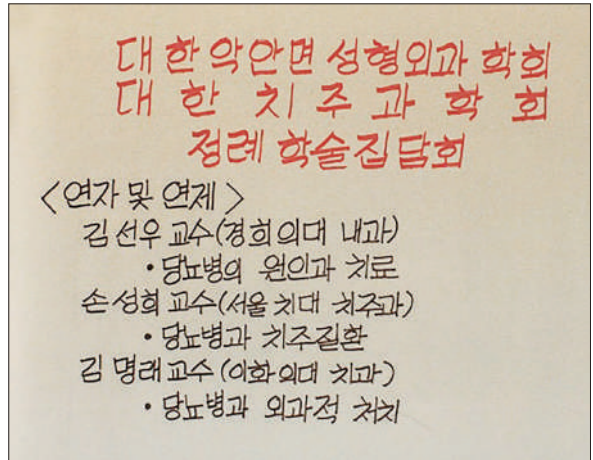 대한악안면성형외과 학회
대한치주과학회
정례 학술집담회
<연자 및 연제>
김선우 교수(경희의대 내과)
• 당뇨병의 원인과 치료
손성희 교수(서울치대 치주과)
• 당뇨병과 치주질환
김명래 교수(이화의대 치과)
• 당뇨병과 외과적 처치